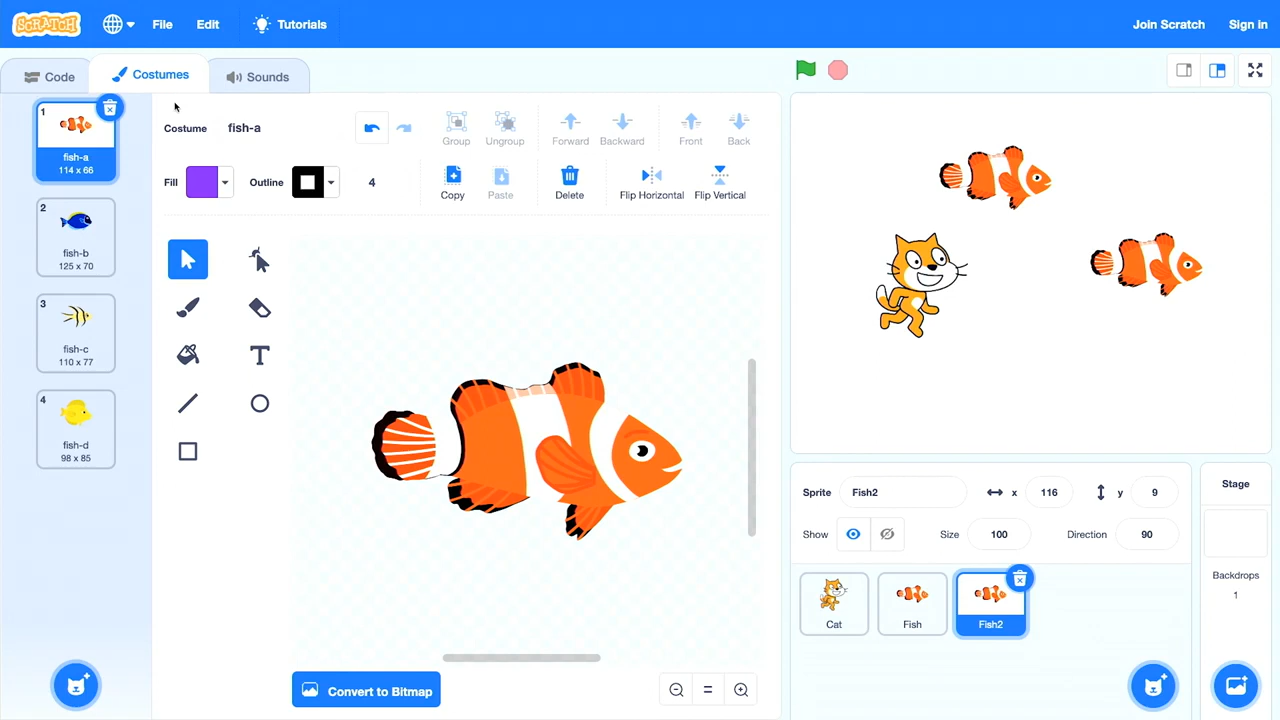 SCRATCH File Edit Tutorials Join Scratch Sign in
Code Costumes Sounds
1
fish-a
114 x 66
2
fish-b
125 x 70
3
fish-c
110 x 77
4
fish-d
98 x 85
Costume fish-a
Group Ungroup Forward Backward Front Back
Fill Outline 4 Copy Paste Delete Flip Horizontal Flip Vertical
T
Convert to Bitmap
Sprite Fish2 x 116 y 9
Show Size 100 Direction 90
Cat Fish Fish2
Stage
Backdrops
1